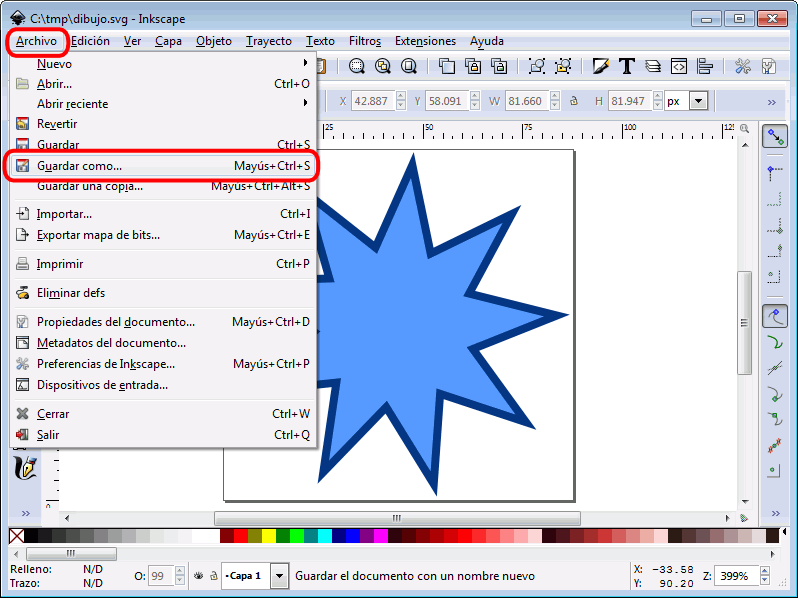 C:\tmp\dibujo.svg - Inkscape
Archivo Edición Ver Capa Objeto Trayecto Texto Filtros Extensiones Ayuda
X 42.887 Y 58.091 W 81.660 H 81.947 px »
25 50 75 100 125
Nuevo
Abrir... Ctrl+O
Abrir reciente
Revertir
Guardar Ctrl+S
Guardar como... Mayús+Ctrl+S
Guardar una copia... Mayús+Ctrl+Alt+S
Importar... Ctrl+I
Exportar mapa de bits... Mayús+Ctrl+E
Imprimir Ctrl+P
Eliminar defs
Propiedades del documento... Mayús+Ctrl+D
Metadatos del documento...
Preferencias de Inkscape... Mayús+Ctrl+P
Dispositivos de entrada...
Cerrar Ctrl+W
Salir Ctrl+Q
» »
Relleno: N/D
Trazo: N/D
O: 99
•Capa 1
Guardar el documento con un nombre nuevo
X: -33.58
Y: 90.20
Z: 399%